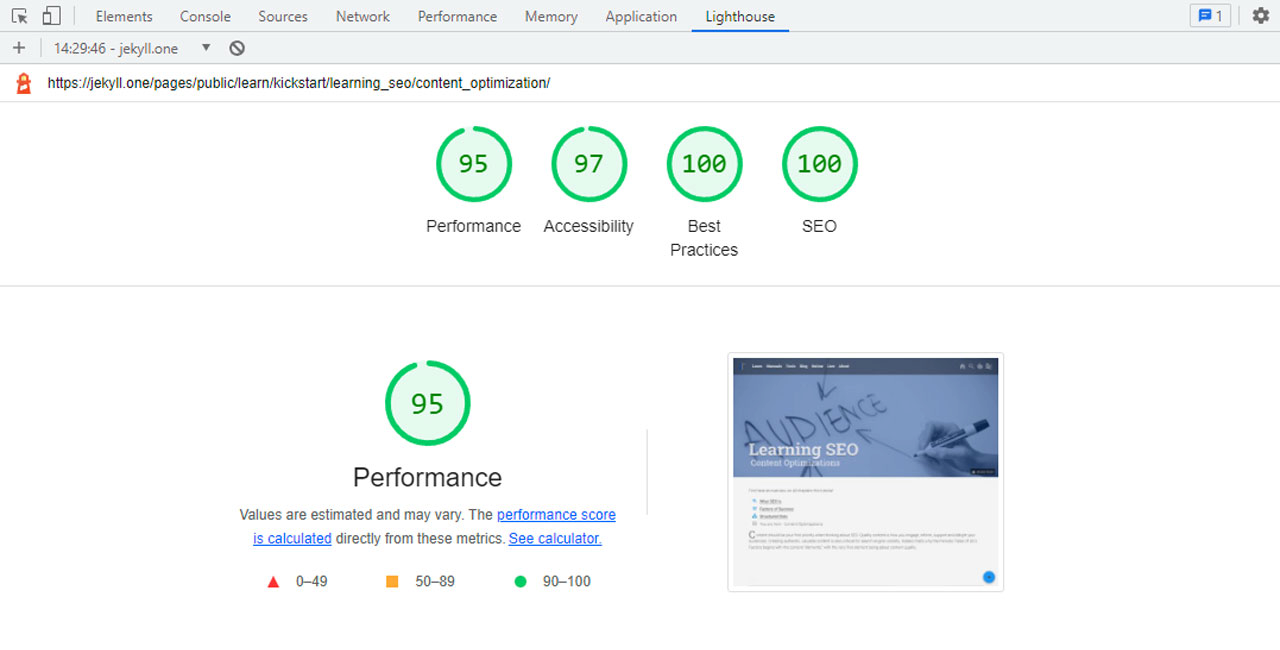 Elements Console Sources Network Performance Memory Application Lighthouse 1
14:29:46 - jekyll.one
https://jekyll.one/pages/public/learn/kickstart/learning_seo/content_optimization/
95 97 100 100
Performance Accessibility Best SEO
Practices
95
Performance
Values are estimated and may vary. The performance score
is calculated directly from these metrics. See calculator.
0–49 50–89 90–100
AUDIENCE
Learning SEO
Content Optimizations